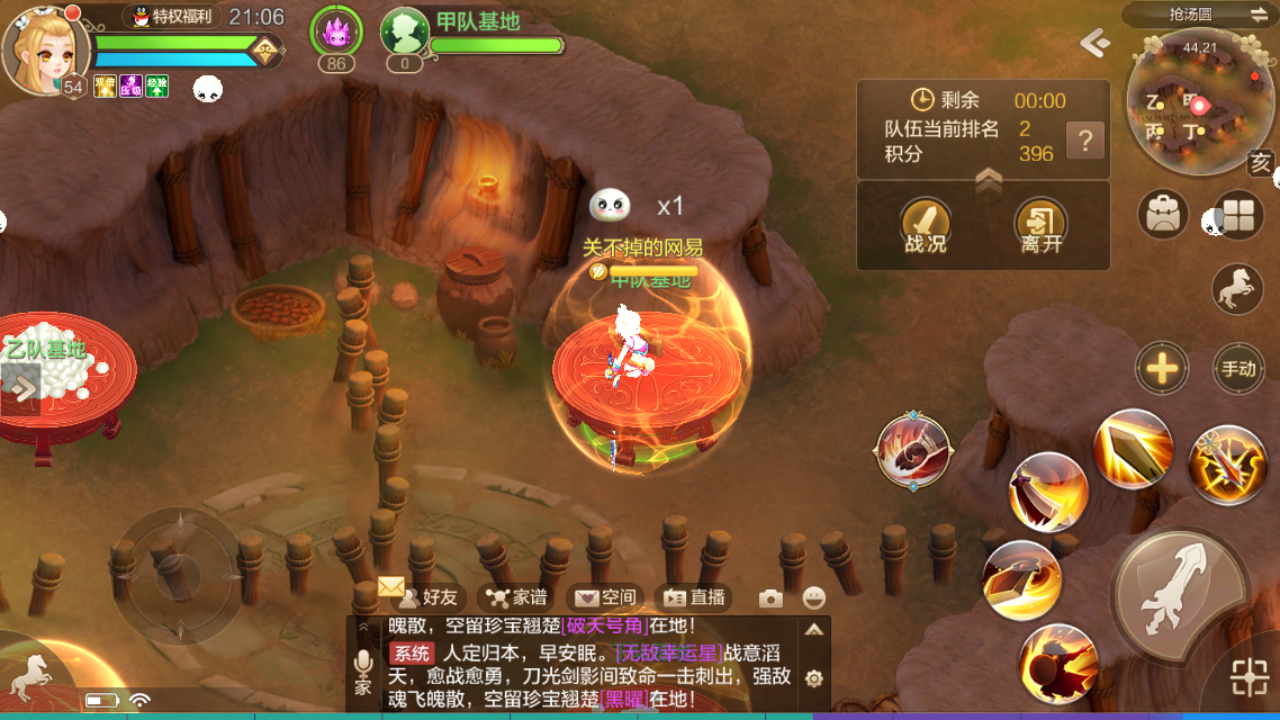 特权福利 21:06
54
双倍
压级
经验
86
甲队基地
0
抢汤圆
44,21
乙 甲
丙 丁
亥
剩余 00:00
队伍当前排名 2
积分 396
?
战况 离开
x1
关不掉的网易
甲队基地
乙队基地
手动
好友 家谱 空间 直播
家
魄散，空留珍宝翘楚[破天号角]在地！
系统 人定归本，早安眠。[无敌幸运星]战意滔
天，愈战愈勇，刀光剑影间致命一击刺出，强敌
魂飞魄散，空留珍宝翘楚[黑曜]在地！